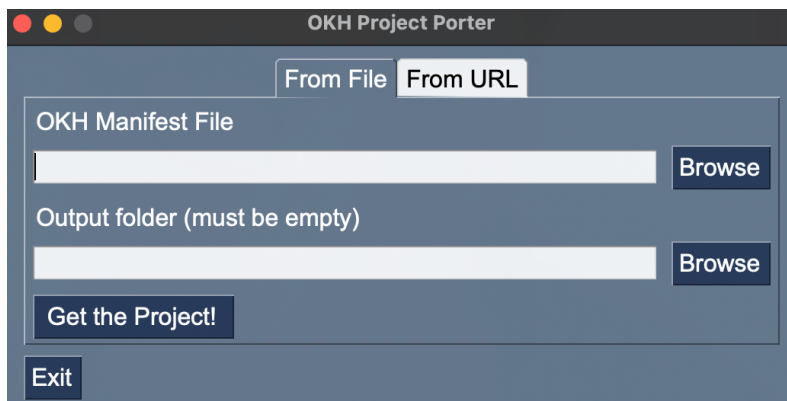 OKH Project Porter
From File From URL
OKH Manifest File
Browse
Output folder (must be empty)
Browse
Get the Project!
Exit